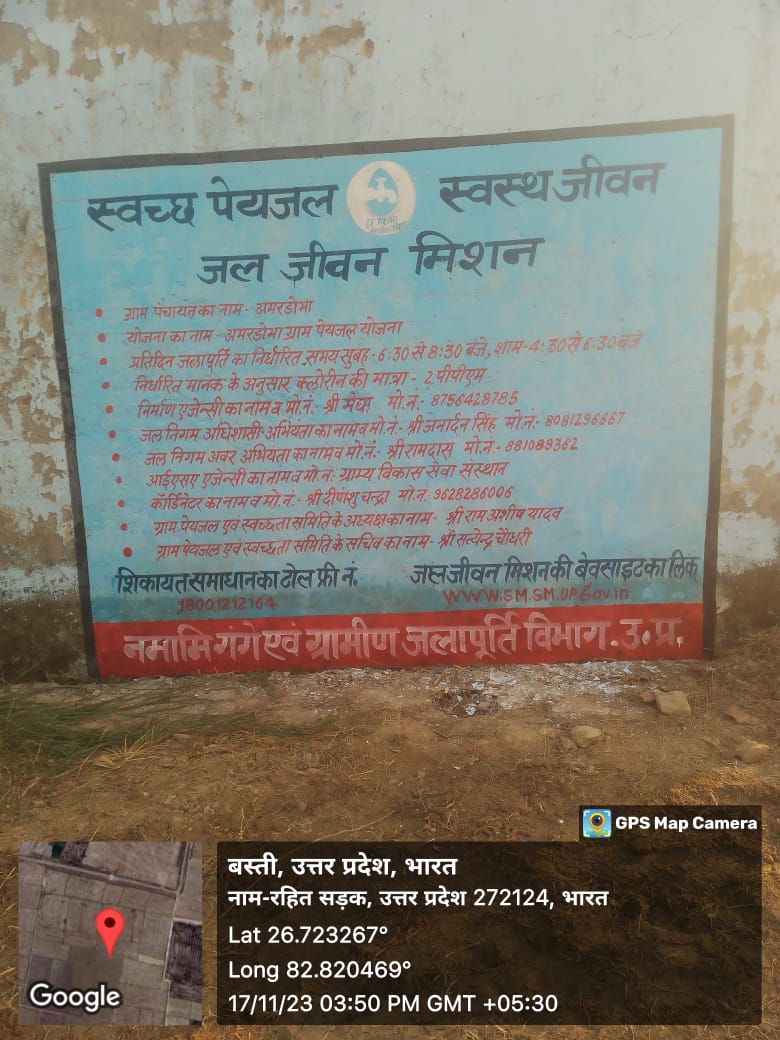 स्वच्छ पेयजल स्वस्थ जीवन
हर घर जल
जल जीवन मिशन
• ग्राम पंचायत का नाम - अमरडोभा
• योजना का नाम - अमरडोभा ग्राम पेयजल योजना
• प्रतिदिन जलापूर्ति का निर्धारित समय सुबह - 6:30 से 8:30 बजे, शाम - 4:30 से 6:30 बजे
• निर्धारित मानक के अनुसार क्लोरीन की मात्रा - 2 पीपीएम
• निर्माण एजेन्सी का नाम व मो.नं.- श्री मेघा मो.नं.- 8756428785
• जल निगम अधिशासी अभियंता का नाम व मो.नं.- श्री जनार्दन सिंह मो.नं.- 8081296667
• जल निगम अवर अभियंता का नाम व मो.नं.- श्री रामदास मो.नं.- 881089362
• आईएसए एजेन्सी का नाम व मो.नं: ग्राम्य विकास सेवा संस्थान
• कॉर्डिनेटर का नाम व मो.नं.- श्री दीपांशु चन्द्रा मो.नं. 9628286006
• ग्राम पेयजल एवं स्वच्छता समिति के अध्यक्ष का नाम- श्री राम अशीष यादव
• ग्राम पेयजल एवं स्वच्छता समिति के सचिव का नाम- श्री सत्येन्द्र चौधरी
शिकायत समाधान का टोल फ्री नं. जल जीवन मिशन की बेवसाइट का लिंक
18001212164 www.SM.SM.UP.Gov.in
नमामि गंगे एवं ग्रामीण जलापूर्ति विभाग. उ. प्र.
GPS Map Camera
बस्ती, उत्तर प्रदेश, भारत
नाम-रहित सड़क, उत्तर प्रदेश 272124, भारत
Lat 26.723267°
Long 82.820469°
17/11/23 03:50 PM GMT +05:30
Google